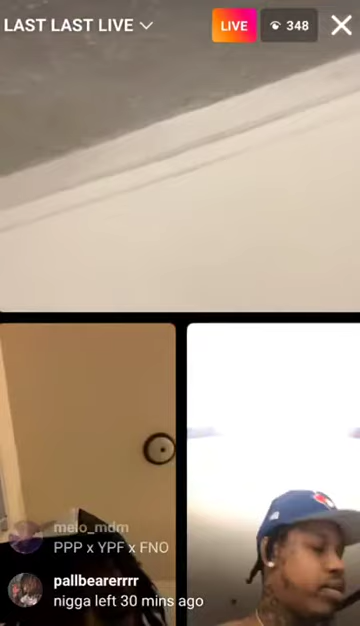 LAST LAST LIVE
LIVE
348
melo_mdm
PPP x YPF x FNO
pallbearerrrr
nigga left 30 mins ago